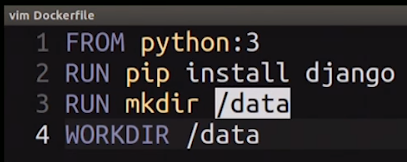 vim Dockerfile
1 FROM python:3
2 RUN pip install django
3 RUN mkdir /data
4 WORKDIR /data